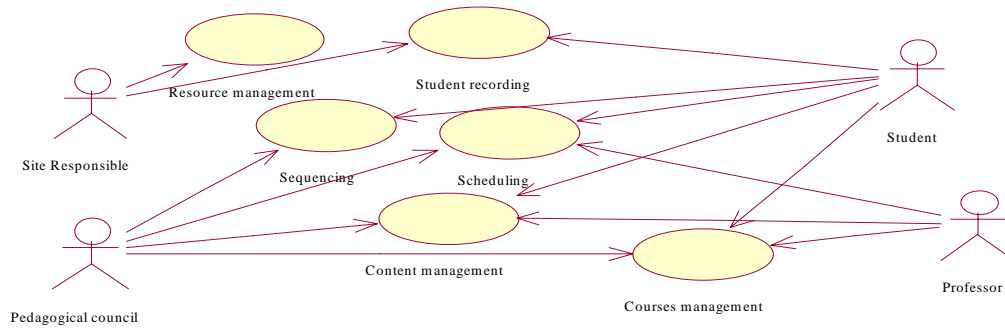 Student recording
Resource management
Student
Site Responsible
Sequencing
Scheduling
Content management
Professor
Courses management
Pedagogical council